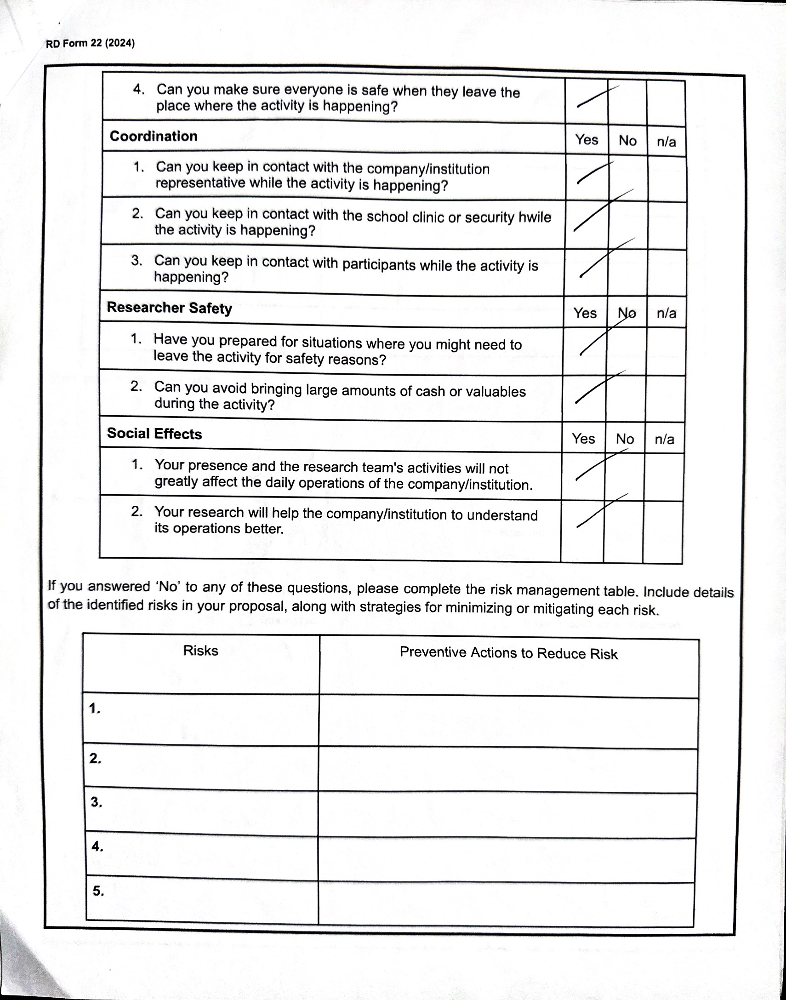 RD Form 22 (2024)
4. Can you make sure everyone is safe when they leave the
place where the activity is happening?
Coordination Yes No n/a
1. Can you keep in contact with the company/institution
representative while the activity is happening?
2. Can you keep in contact with the school clinic or security hwile
the activity is happening?
3. Can you keep in contact with participants while the activity is
happening?
Researcher Safety Yes No n/a
1. Have you prepared for situations where you might need to
leave the activity for safety reasons?
2. Can you avoid bringing large amounts of cash or valuables
during the activity?
Social Effects Yes No n/a
1. Your presence and the research team's activities will not
greatly affect the daily operations of the company/institution.
2. Your research will help the company/institution to understand
its operations better.
If you answered ‘No’ to any of these questions, please complete the risk management table. Include details
of the identified risks in your proposal, along with strategies for minimizing or mitigating each risk.
Risks Preventive Actions to Reduce Risk
1.
2.
3.
4.
5.